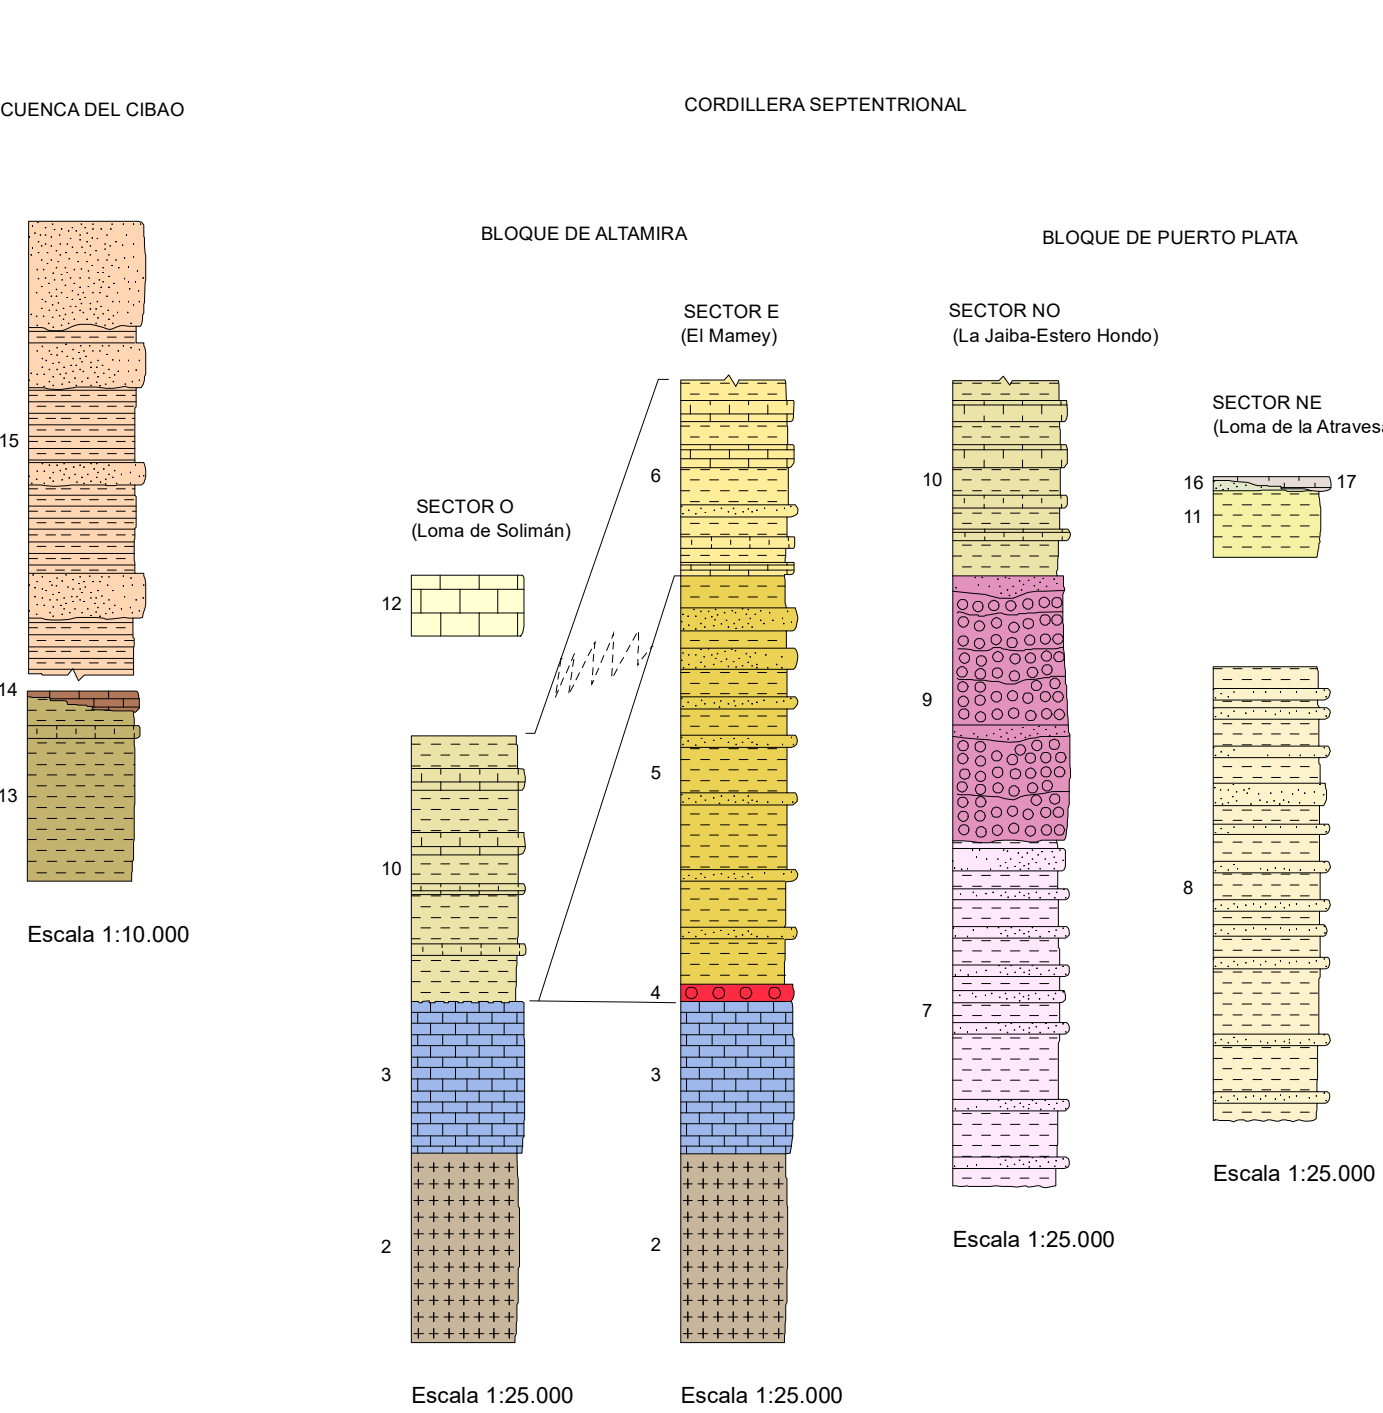 CUENCA DEL CIBAO
CORDILLERA SEPTENTRIONAL
BLOQUE DE ALTAMIRA
BLOQUE DE PUERTO PLATA
SECTOR E
(El Mamey)
SECTOR NO
(La Jaiba-Estero Hondo)
SECTOR NE
(Loma de la
SECTOR O
(Loma de Solimán)
15
14
13
Escala 1:10.000
12
10
3
2
Escala 1:25.000
6
5
4
3
2
Escala 1:25.000
10
9
7
Escala 1:25.000
16
17
11
8
Escala 1:25.000